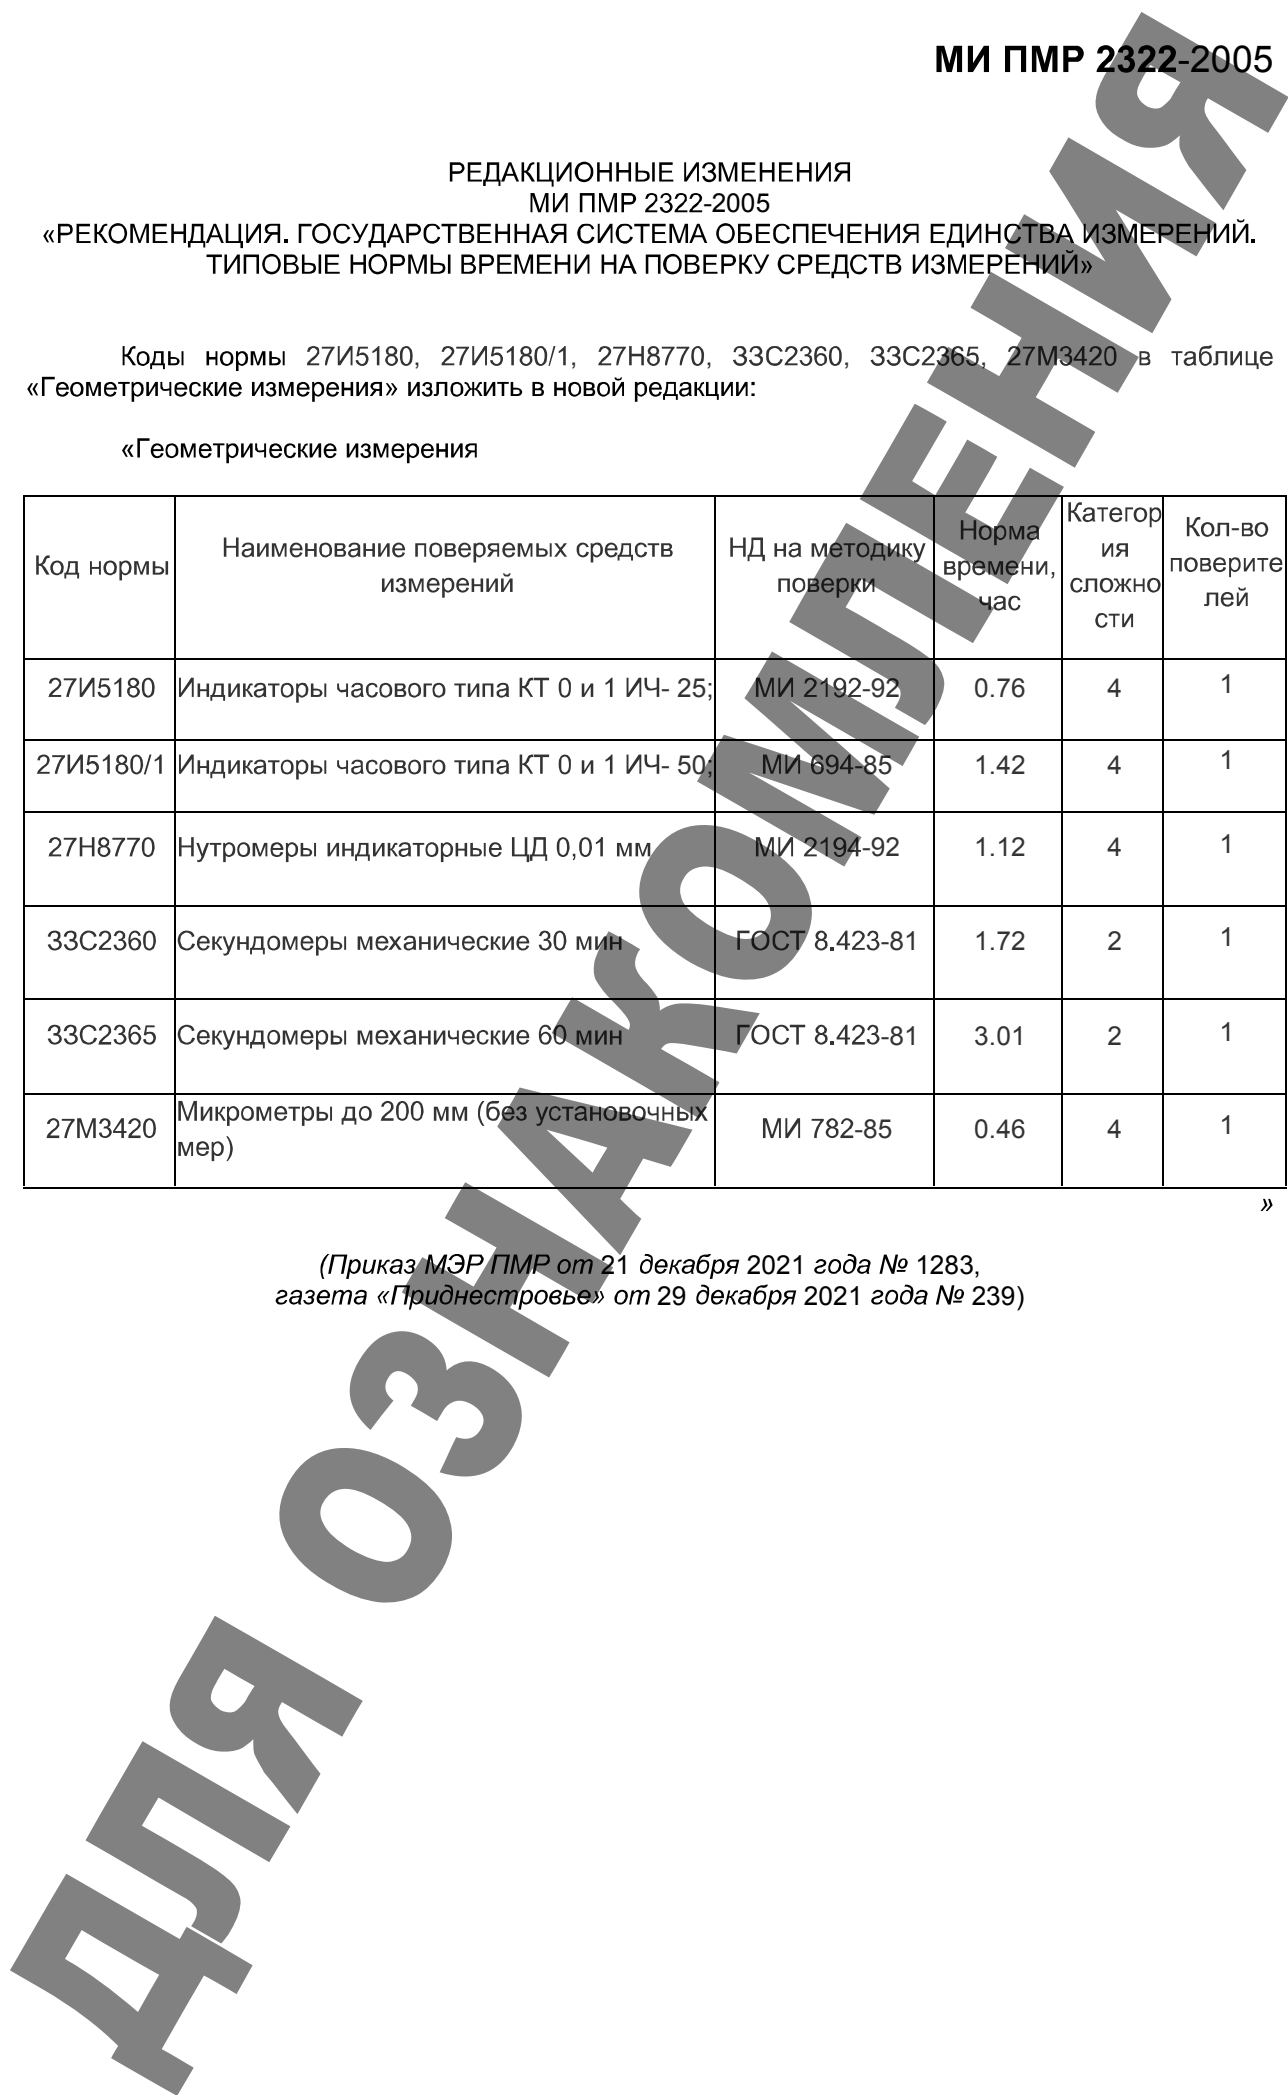 МИ ПМР 2322-2005
РЕДАКЦИОННЫЕ ИЗМЕНЕНИЯ
МИ ПМР 2322-2005
«РЕКОМЕНДАЦИЯ. ГОСУДАРСТВЕННАЯ СИСТЕМА ОБЕСПЕЧЕНИЯ ЕДИНСТВА ИЗМЕРЕНИЙ.
ТИПОВЫЕ НОРМЫ ВРЕМЕНИ НА ПОВЕРКУ СРЕДСТВ ИЗМЕРЕНИЙ»
Коды нормы 27И5180, 27И5180/1, 27Н8770, 33С2360, 33С2365, 27М3420 в таблице
«Геометрические измерения» изложить в новой редакции:
«Геометрические измерения
Код нормы
Наименование поверяемых средств
измерений
НД на методику
поверки
Норма
времени,
час
Категор
ия
сложно
сти
Кол-во
поверите
лей
27И5180 Индикаторы часового типа КТ 0 и 1 ИЧ- 25; МИ 2192-92 0.76 4 1
27И5180/1 Индикаторы часового типа КТ 0 и 1 ИЧ- 50; МИ 694-85 1.42 4 1
27Н8770 Нутромеры индикаторные ЦД 0,01 мм МИ 2194-92 1.12 4 1
33С2360 Секундомеры механические 30 мин ГОСТ 8.423-81 1.72 2 1
33С2365 Секундомеры механические 60 мин ГОСТ 8.423-81 3.01 2 1
27М3420 Микрометры до 200 мм (без установочных
мер) МИ 782-85 0.46 4 1
»
(Приказ МЭР ПМР от 21 декабря 2021 года № 1283,
газета «Приднестровье» от 29 декабря 2021 года № 239)
ДЛЯ ОЗНАКОМЛЕНИЯ